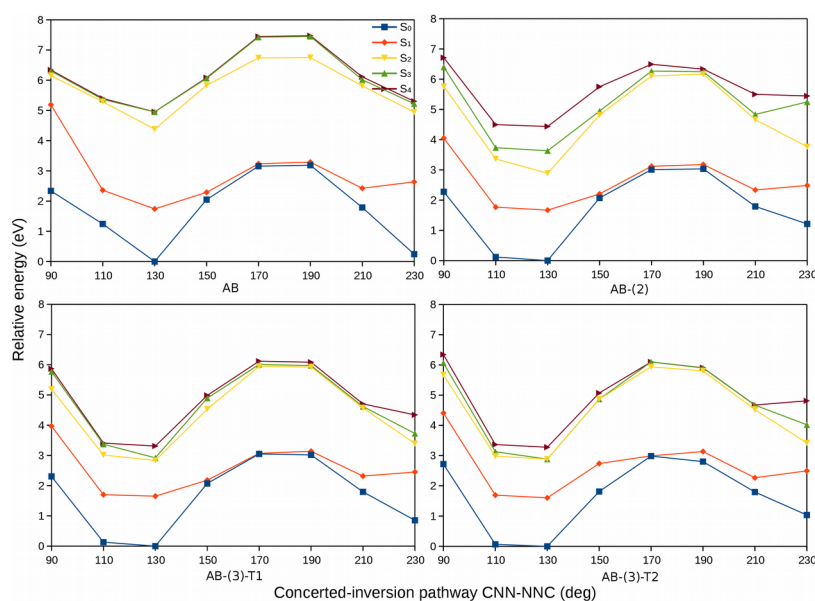 8
7
6
5
4
3
2
1
0
90 110 130 150 170 190 210 230
AB
S₀
S₁
S₂
S₃
S₄
8
7
6
5
4
3
2
1
0
90 110 130 150 170 190 210 230
AB-(2)
Relative energy (eV)
8
7
6
5
4
3
2
1
0
90 110 130 150 170 190 210 230
AB-(3)-T1
8
7
6
5
4
3
2
1
0
90 110 130 150 170 190 210 230
AB-(3)-T2
Concerted-inversion pathway CNN-NNC (deg)